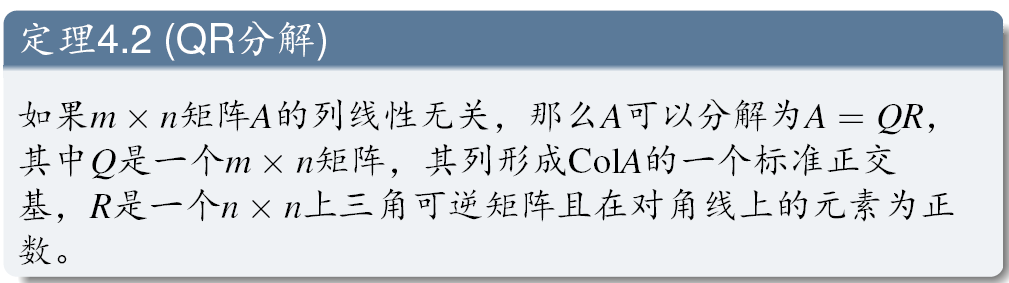 定理4.2 (QR分解)
如果m × n矩阵A的列线性无关，那么A可以分解为A = QR，
其中Q是一个m × n矩阵，其列形成ColA的一个标准正交
基，R是一个n × n上三角可逆矩阵且在对角线上的元素为正
数。